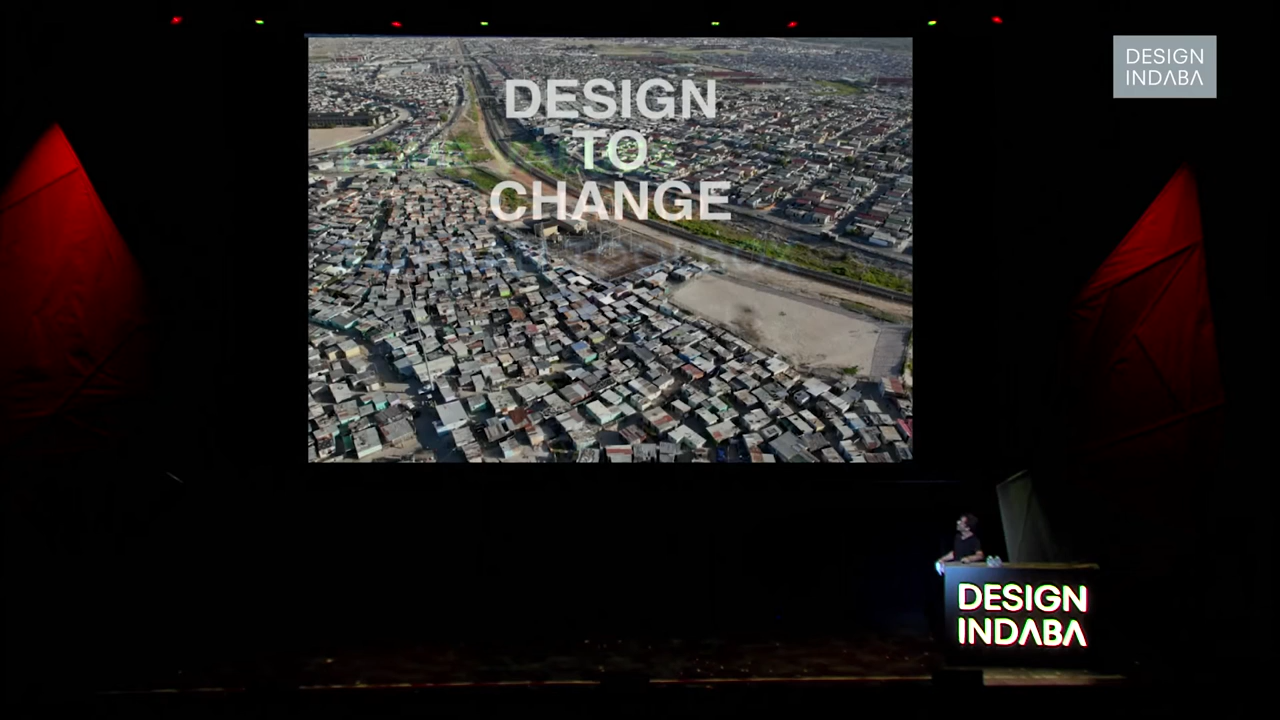 DESIGN
INDABA
DESIGN
TO
CHANGE
DESIGN
INDABA